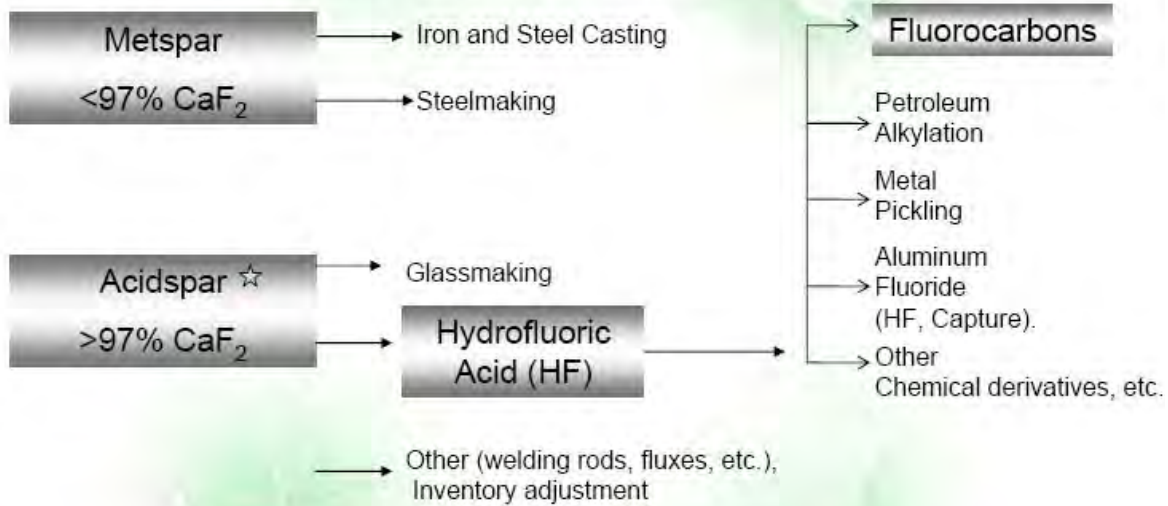 Metspar
<97% CaF₂
Iron and Steel Casting
Steelmaking
Acidspar ☆
>97% CaF₂
Glassmaking
Hydrofluoric
Acid (HF)
Other (welding rods, fluxes, etc.),
Inventory adjustment
Fluorocarbons
Petroleum
Alkylation
Metal
Pickling
Aluminum
Fluoride
(HF, Capture).
Other
Chemical derivatives, etc.